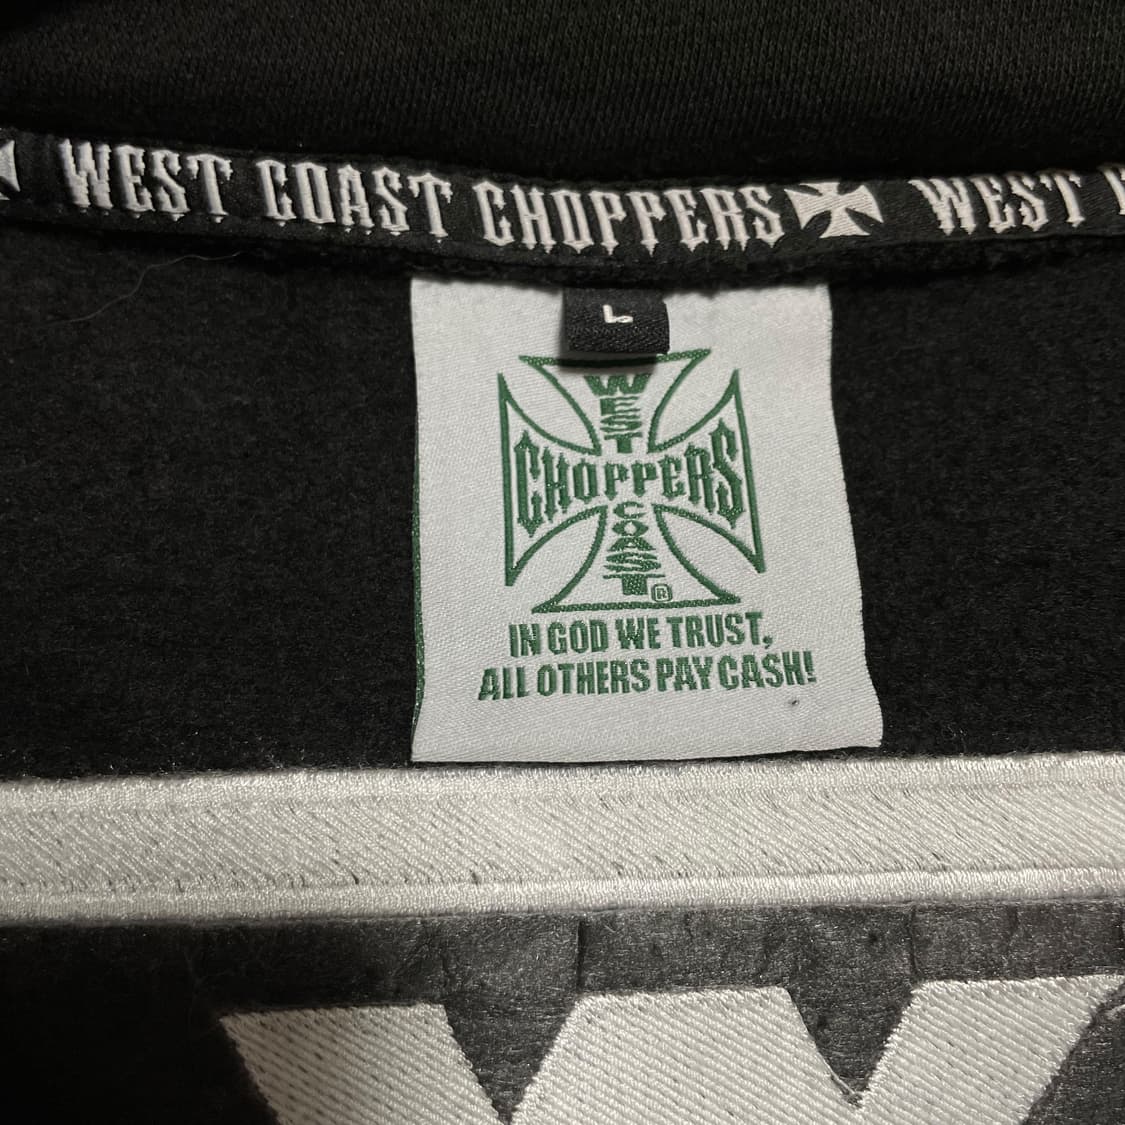 WEST COAST CHOPPERS WEST
L
WEST
CHOPPERS
COAST
®
IN GOD WE TRUST,
ALL OTHERS PAY CASH!